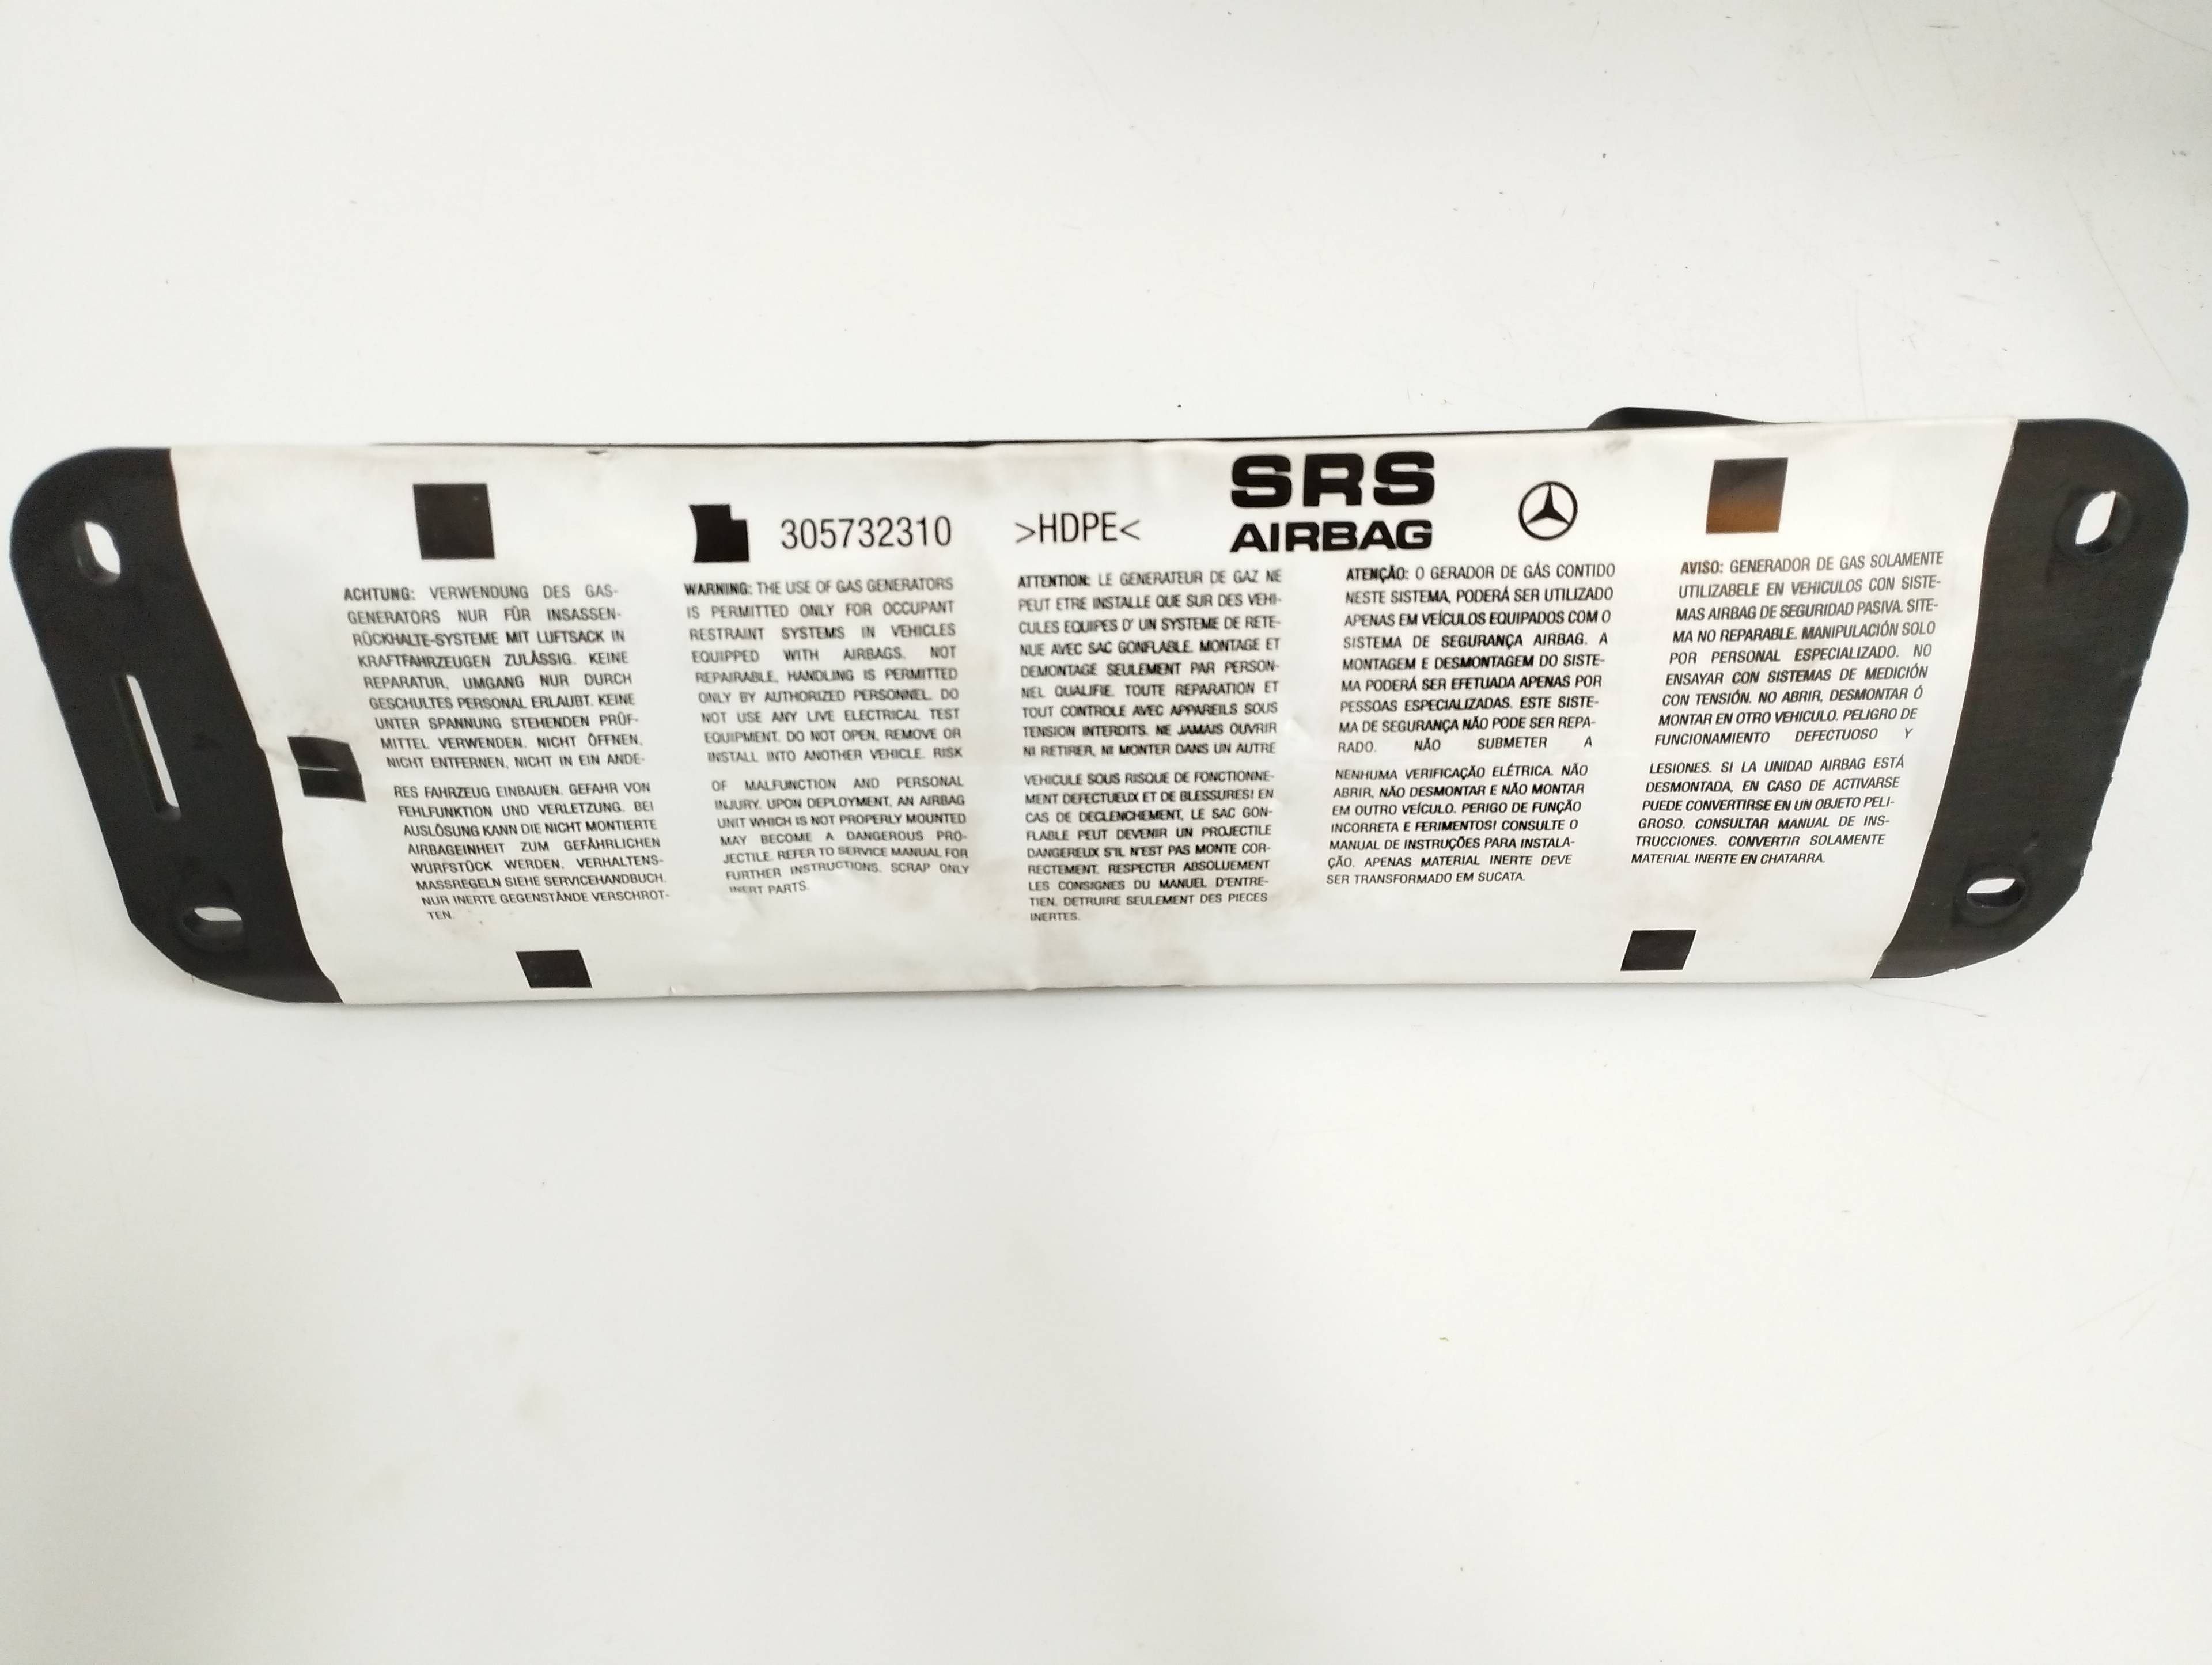 305732310
>HDPE<
SRS
AIRBAG
ACHTUNG: VERWENDUNG DES GAS-
GENERATORS NUR FÜR INSASSEN-
RÜCKHALTE-SYSTEME MIT LUFTSACK IN
KRAFTFAHRZEUGEN ZULÄSSIG. KEINE
REPARATUR, UMGANG NUR DURCH
GESCHULTES PERSONAL ERLAUBT. KEINE
UNTER SPANNUNG STEHENDEN PRÜF-
MITTEL VERWENDEN. NICHT ÖFFNEN,
NICHT ENTFERNEN, NICHT IN EIN ANDE-
RES FAHRZEUG EINBAUEN. GEFAHR VON
FEHLFUNKTION UND VERLETZUNG. BEI
AUSLÖSUNG KANN DIE NICHT MONTIERTE
AIRBAGEINHEIT ZUM GEFÄHRLICHEN
WURFSTÜCK WERDEN. VERHALTENS-
MASSREGELN SIEHE SERVICEHANDBUCH.
NUR INERTE GEGENSTÄNDE VERSCHROT-
TEN.
WARNING: THE USE OF GAS GENERATORS
IS PERMITTED ONLY FOR OCCUPANT
RESTRAINT SYSTEMS IN VEHICLES
EQUIPPED WITH AIRBAGS. NOT
REPAIRABLE, HANDLING IS PERMITTED
ONLY BY AUTHORIZED PERSONNEL. DO
NOT USE ANY LIVE ELECTRICAL TEST
EQUIPMENT. DO NOT OPEN, REMOVE OR
INSTALL INTO ANOTHER VEHICLE. RISK
OF MALFUNCTION AND PERSONAL
INJURY. UPON DEPLOYMENT, AN AIRBAG
UNIT WHICH IS NOT PROPERLY MOUNTED
MAY BECOME A DANGEROUS PRO-
JECTILE. REFER TO SERVICE MANUAL FOR
FURTHER INSTRUCTIONS. SCRAP ONLY
INERT PARTS.
ATTENTION: LE GENERATEUR DE GAZ NE
PEUT ETRE INSTALLE QUE SUR DES VEHI-
CULES EQUIPES D' UN SYSTEME DE RETE-
NUE AVEC SAC GONFLABLE. MONTAGE ET
DEMONTAGE SEULEMENT PAR PERSON-
NEL QUALIFIE. TOUTE REPARATION ET
TOUT CONTROLE AVEC APPAREILS SOUS
TENSION INTERDITS. NE JAMAIS OUVRIR
NI RETIRER, NI MONTER DANS UN AUTRE
VEHICULE SOUS RISQUE DE FONCTIONNE-
MENT DEFECTUEUX ET DE BLESSURES! EN
CAS DE DECLENCHEMENT, LE SAC GON-
FLABLE PEUT DEVENIR UN PROJECTILE
DANGEREUX S'IL N'EST PAS MONTE COR-
RECTEMENT. RESPECTER ABSOLUEMENT
LES CONSIGNES DU MANUEL D'ENTRE-
TIEN. DETRUIRE SEULEMENT DES PIECES
INERTES.
ATENÇÃO: O GERADOR DE GÁS CONTIDO
NESTE SISTEMA, PODERÁ SER UTILIZADO
APENAS EM VEÍCULOS EQUIPADOS COM O
SISTEMA DE SEGURANÇA AIRBAG. A
MONTAGEM E DESMONTAGEM DO SISTE-
MA PODERÁ SER EFETUADA APENAS POR
PESSOAS ESPECIALIZADAS. ESTE SISTE-
MA DE SEGURANÇA NÃO PODE SER REPA-
RADO. NÃO SUBMETER A
NENHUMA VERIFICAÇÃO ELÉTRICA. NÃO
ABRIR, NÃO DESMONTAR E NÃO MONTAR
EM OUTRO VEÍCULO. PERIGO DE FUNÇÃO
INCORRETA E FERIMENTOS! CONSULTE O
MANUAL DE INSTRUÇÕES PARA INSTALA-
ÇÃO. APENAS MATERIAL INERTE DEVE
SER TRANSFORMADO EM SUCATA.
AVISO: GENERADOR DE GAS SOLAMENTE
UTILIZABELE EN VEHICULOS CON SISTE-
MAS AIRBAG DE SEGURIDAD PASIVA. SITE-
MA NO REPARABLE. MANIPULACIÓN SOLO
POR PERSONAL ESPECIALIZADO. NO
ENSAYAR CON SISTEMAS DE MEDICIÓN
CON TENSIÓN. NO ABRIR, DESMONTAR Ó
MONTAR EN OTRO VEHICULO. PELIGRO DE
FUNCIONAMIENTO DEFECTUOSO Y
LESIONES. SI LA UNIDAD AIRBAG ESTÁ
DESMONTADA, EN CASO DE ACTIVARSE
PUEDE CONVERTIRSE EN UN OBJETO PELI-
GROSO. CONSULTAR MANUAL DE INS-
TRUCCIONES. CONVERTIR SOLAMENTE
MATERIAL INERTE EN CHATARRA.